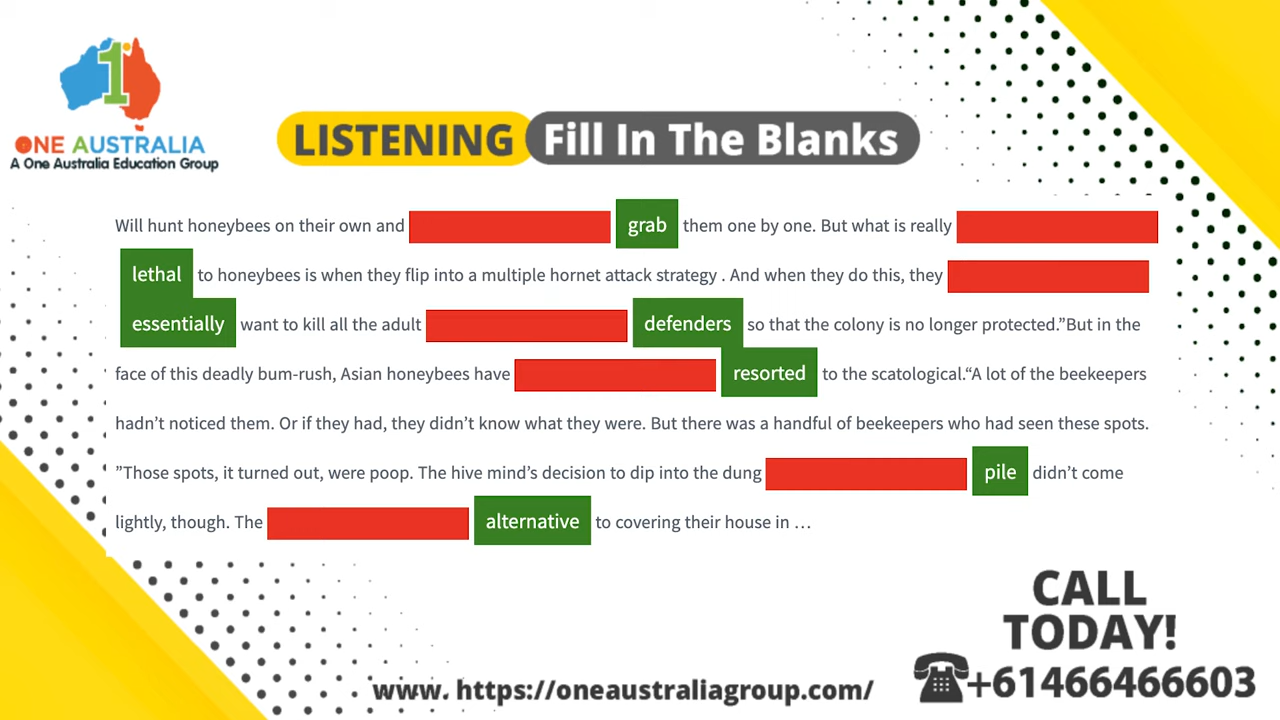 1
ONE AUSTRALIA
A One Australia Education Group
LISTENING Fill In The Blanks
Will hunt honeybees on their own and grab them one by one. But what is really
lethal to honeybees is when they flip into a multiple hornet attack strategy . And when they do this, they
essentially want to kill all the adult defenders so that the colony is no longer protected.”But in the
face of this deadly bum-rush, Asian honeybees have resorted to the scatological.“A lot of the beekeepers
hadn’t noticed them. Or if they had, they didn’t know what they were. But there was a handful of beekeepers who had seen these spots.
”Those spots, it turned out, were poop. The hive mind’s decision to dip into the dung pile didn’t come
lightly, though. The alternative to covering their house in …
CALL
TODAY!
+61466466603
www. https://oneaustraliagroup.com/